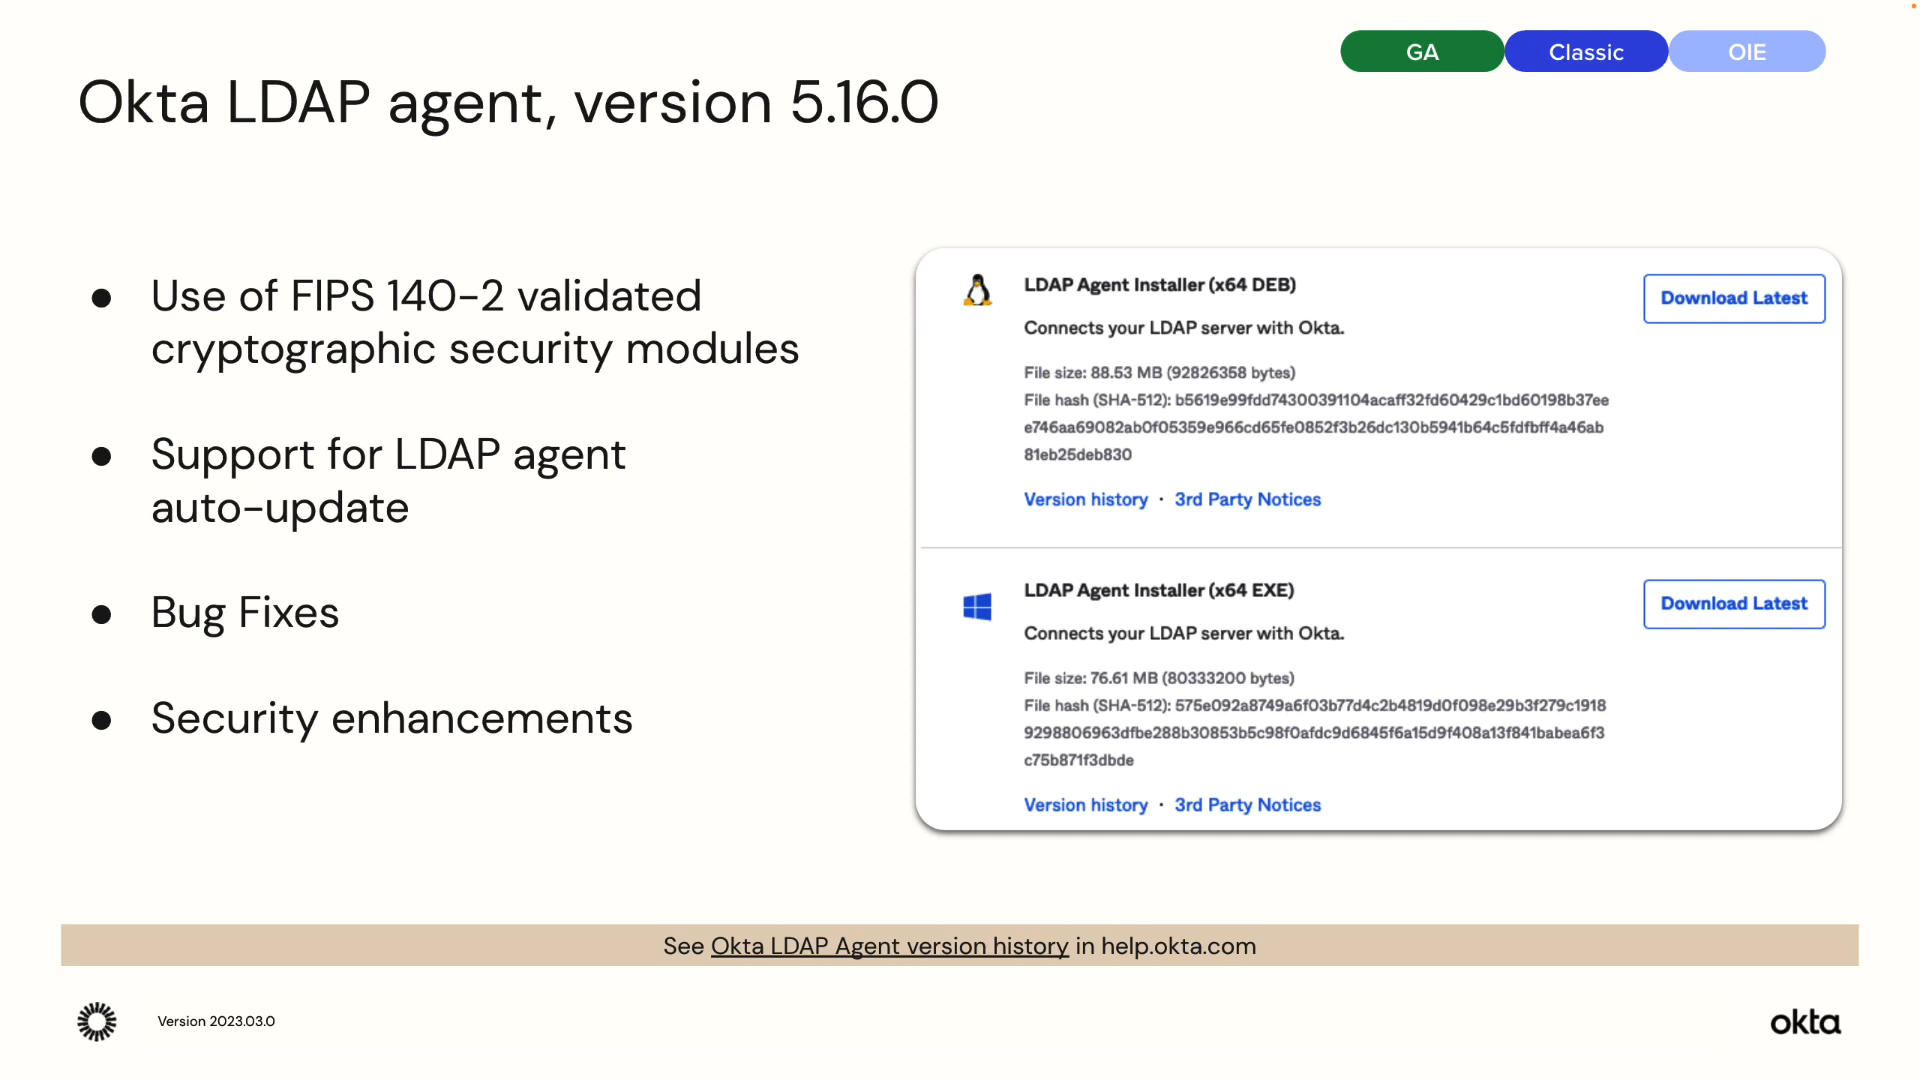 GA
Classic
OIE
Okta LDAP agent, version 5.16.0
● Use of FIPS 140-2 validated
cryptographic security modules
● Support for LDAP agent
auto-update
● Bug Fixes
● Security enhancements
LDAP Agent Installer (x64 DEB)
Download Latest
Connects your LDAP server with Okta.
File size: 88.53 MB (92826358 bytes)
File hash (SHA-512): b5619e99fdd74300391104acaff32fd60429c1bd60198b37ee
e746aa69082ab0f05359e966cd65fe0852f3b26dc130b5941b64c5fdfbff4a46ab
81eb25deb830
Version history · 3rd Party Notices
LDAP Agent Installer (x64 EXE)
Download Latest
Connects your LDAP server with Okta.
File size: 76.61 MB (80333200 bytes)
File hash (SHA-512): 575e092a8749a6f03b77d4c2b4819d0f098e29b3f279c1918
9298806963dfbe288b30853b5c98f0afdc9d6845f6a15d9f408a13f841babea6f3
c75b871f3dbde
Version history · 3rd Party Notices
See Okta LDAP Agent version history in help.okta.com
Version 2023.03.0
okta